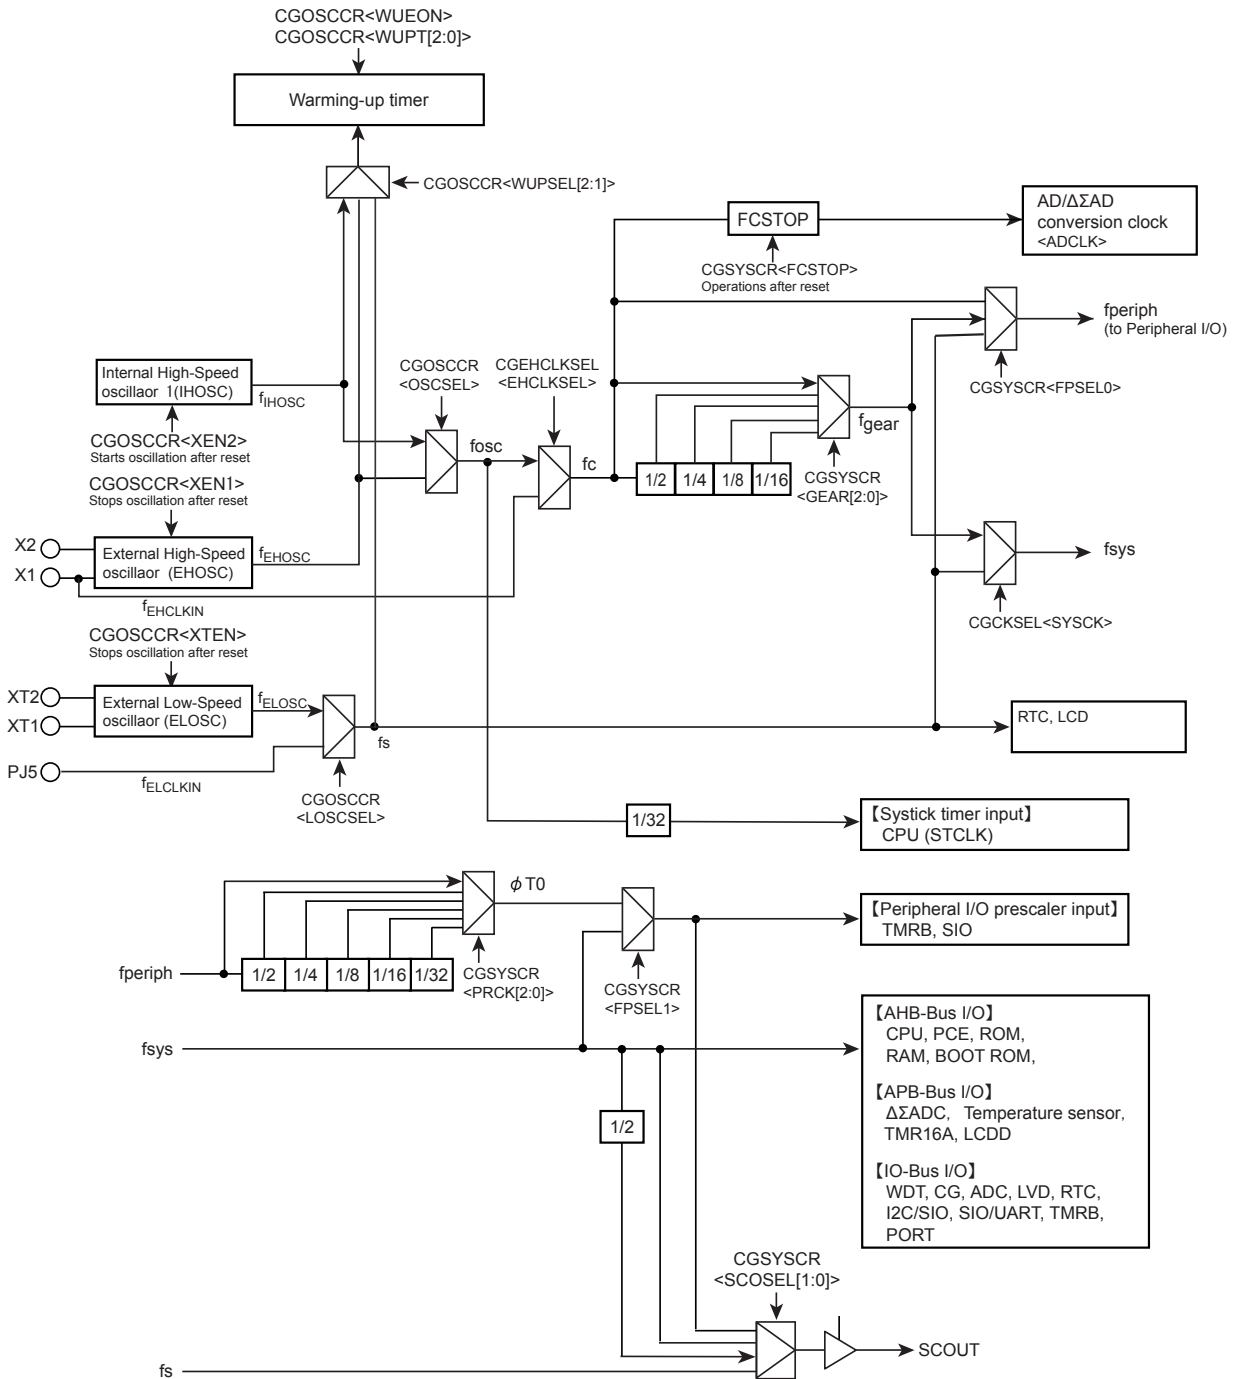 CGOSCCR<WUEON>
CGOSCCR<WUPT[2:0]>
Warming-up timer
CGOSCCR<WUPSEL[2:1]>
FCSTOP
AD/ΔΣAD
conversion clock
<ADCLK>
CGSYSCR<FCSTOP>
Operations after reset
fperiph
(to Peripheral I/O)
CGSYSCR<FPSEL0>
Internal High-Speed
oscillaor 1(IHOSC)
fIHOSC
CGOSCCR
<OSCSEL>
CGEHCLKSEL
<EHCLKSEL>
CGOSCCR<XEN2>
Starts oscillation after reset
fosc
fc
fgear
1/2
1/4
1/8
1/16
CGSYSCR
<GEAR[2:0]>
CGOSCCR<XEN1>
Stops oscillation after reset
X2
X1
External High-Speed
oscillaor (EHOSC)
fEHOSC
fEHCLKIN
fsys
CGCKSEL<SYSCK>
CGOSCCR<XTEN>
Stops oscillation after reset
XT2
XT1
External Low-Speed
oscillaor (ELOSC)
fELOSC
fs
RTC, LCD
PJ5
fELCLKIN
CGOSCCR
<LOSCSEL>
1/32
【Systick timer input】
CPU (STCLK)
ϕ T0
【Peripheral I/O prescaler input】
TMRB, SIO
fperiph
1/2
1/4
1/8
1/16
1/32
CGSYSCR
<PRCK[2:0]>
CGSYSCR
<FPSEL1>
fsys
1/2
【AHB-Bus I/O】
CPU, PCE, ROM,
RAM, BOOT ROM,
【APB-Bus I/O】
ΔΣADC, Temperature sensor,
TMR16A, LCDD
【IO-Bus I/O】
WDT, CG, ADC, LVD, RTC,
I2C/SIO, SIO/UART, TMRB,
PORT
CGSYSCR
<SCOSEL[1:0]>
SCOUT
fs